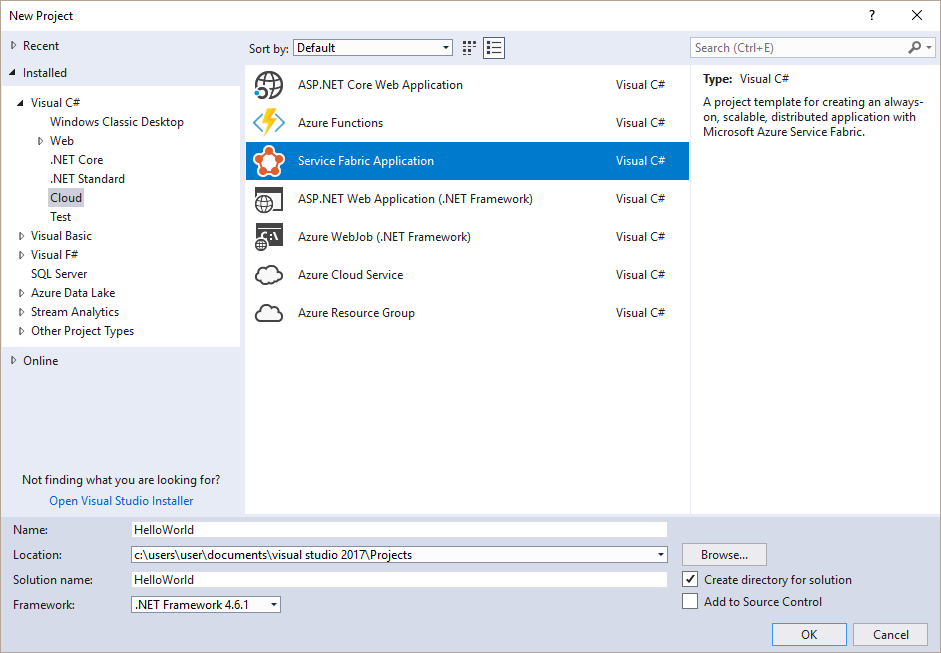 New Project
?
Recent
Installed
Visual C#
Windows Classic Desktop
Web
.NET Core
.NET Standard
Cloud
Test
Visual Basic
Visual F#
SQL Server
Azure Data Lake
Stream Analytics
Other Project Types
Online
Not finding what you are looking for?
Open Visual Studio Installer
Sort by: Default
ASP.NET Core Web Application Visual C#
Azure Functions Visual C#
Service Fabric Application Visual C#
ASP.NET Web Application (.NET Framework) Visual C#
C:\
Azure WebJob (.NET Framework) Visual C#
Azure Cloud Service Visual C#
Azure Resource Group Visual C#
Search (Ctrl+E)
Type: Visual C#
A project template for creating an always-
on, scalable, distributed application with
Microsoft Azure Service Fabric.
Name: HelloWorld
Location: c:\users\user\documents\visual studio 2017\Projects
Browse...
Solution name: HelloWorld
Create directory for solution
Framework: .NET Framework 4.6.1
Add to Source Control
OK Cancel